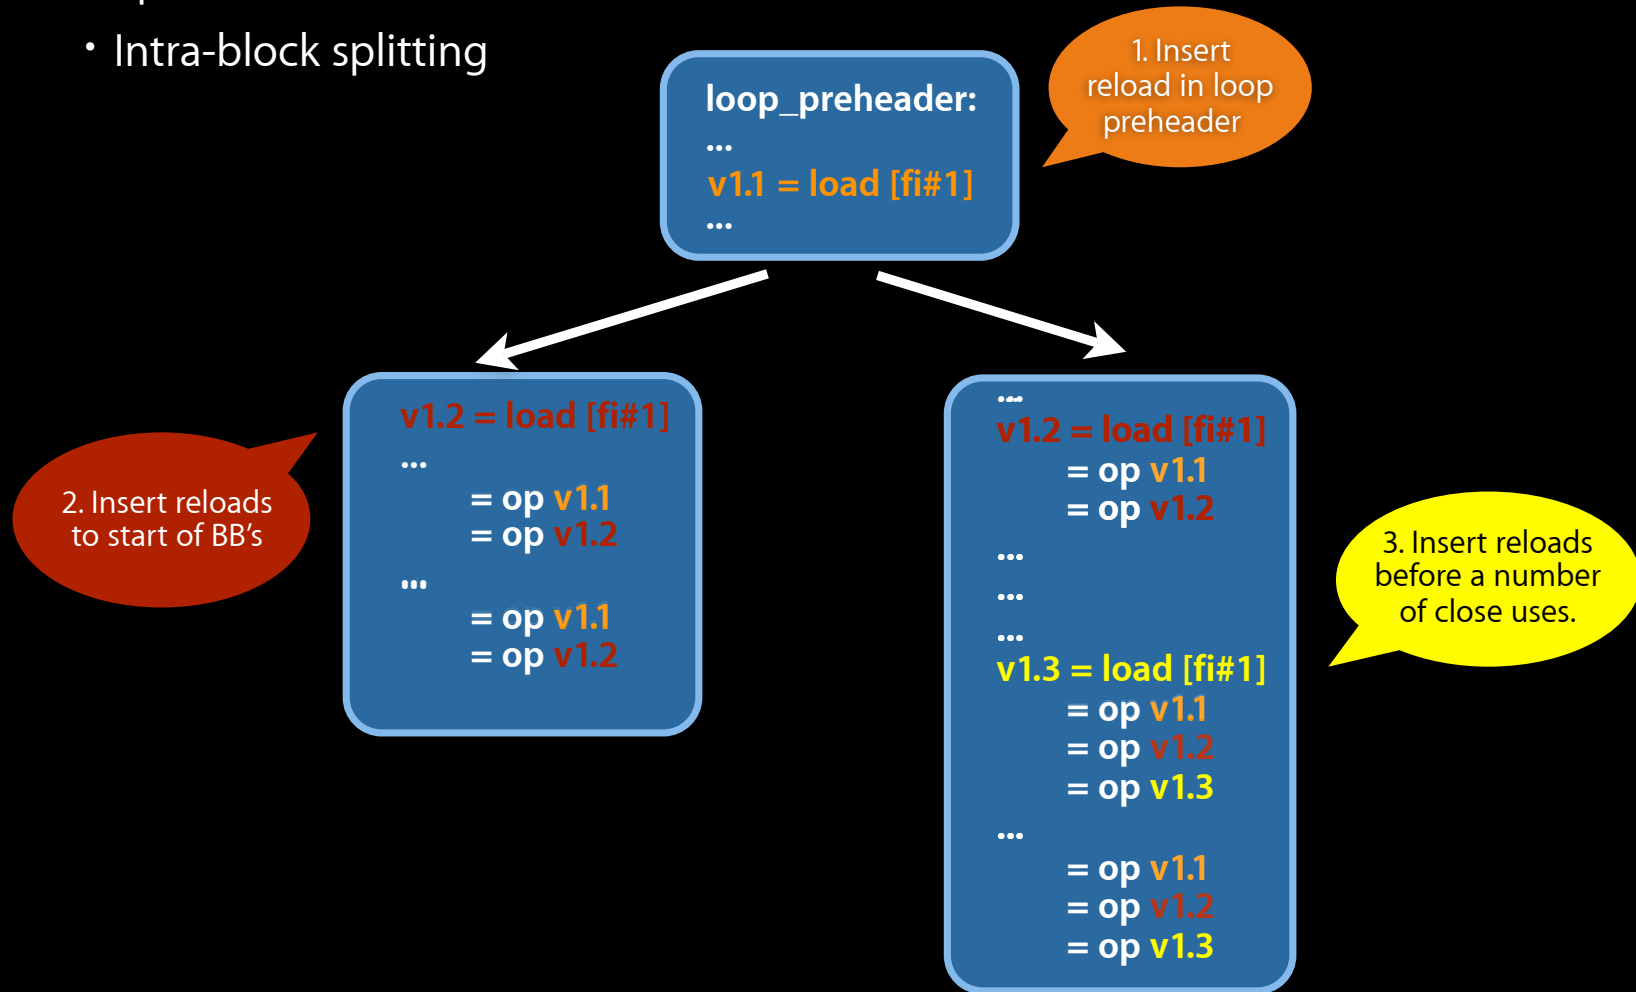 • Intra-block splitting
1. Insert
reload in loop
preheader
loop_preheader:
...
v1.1 = load [fi#1]
...
v1.2 = load [fi#1]
...
= op v1.1
= op v1.2
...
= op v1.1
= op v1.2
2. Insert reloads
to start of BB's
...
v1.2 = load [fi#1]
= op v1.1
= op v1.2
...
...
...
v1.3 = load [fi#1]
= op v1.1
= op v1.2
= op v1.3
...
= op v1.1
= op v1.2
= op v1.3
3. Insert reloads
before a number
of close uses.